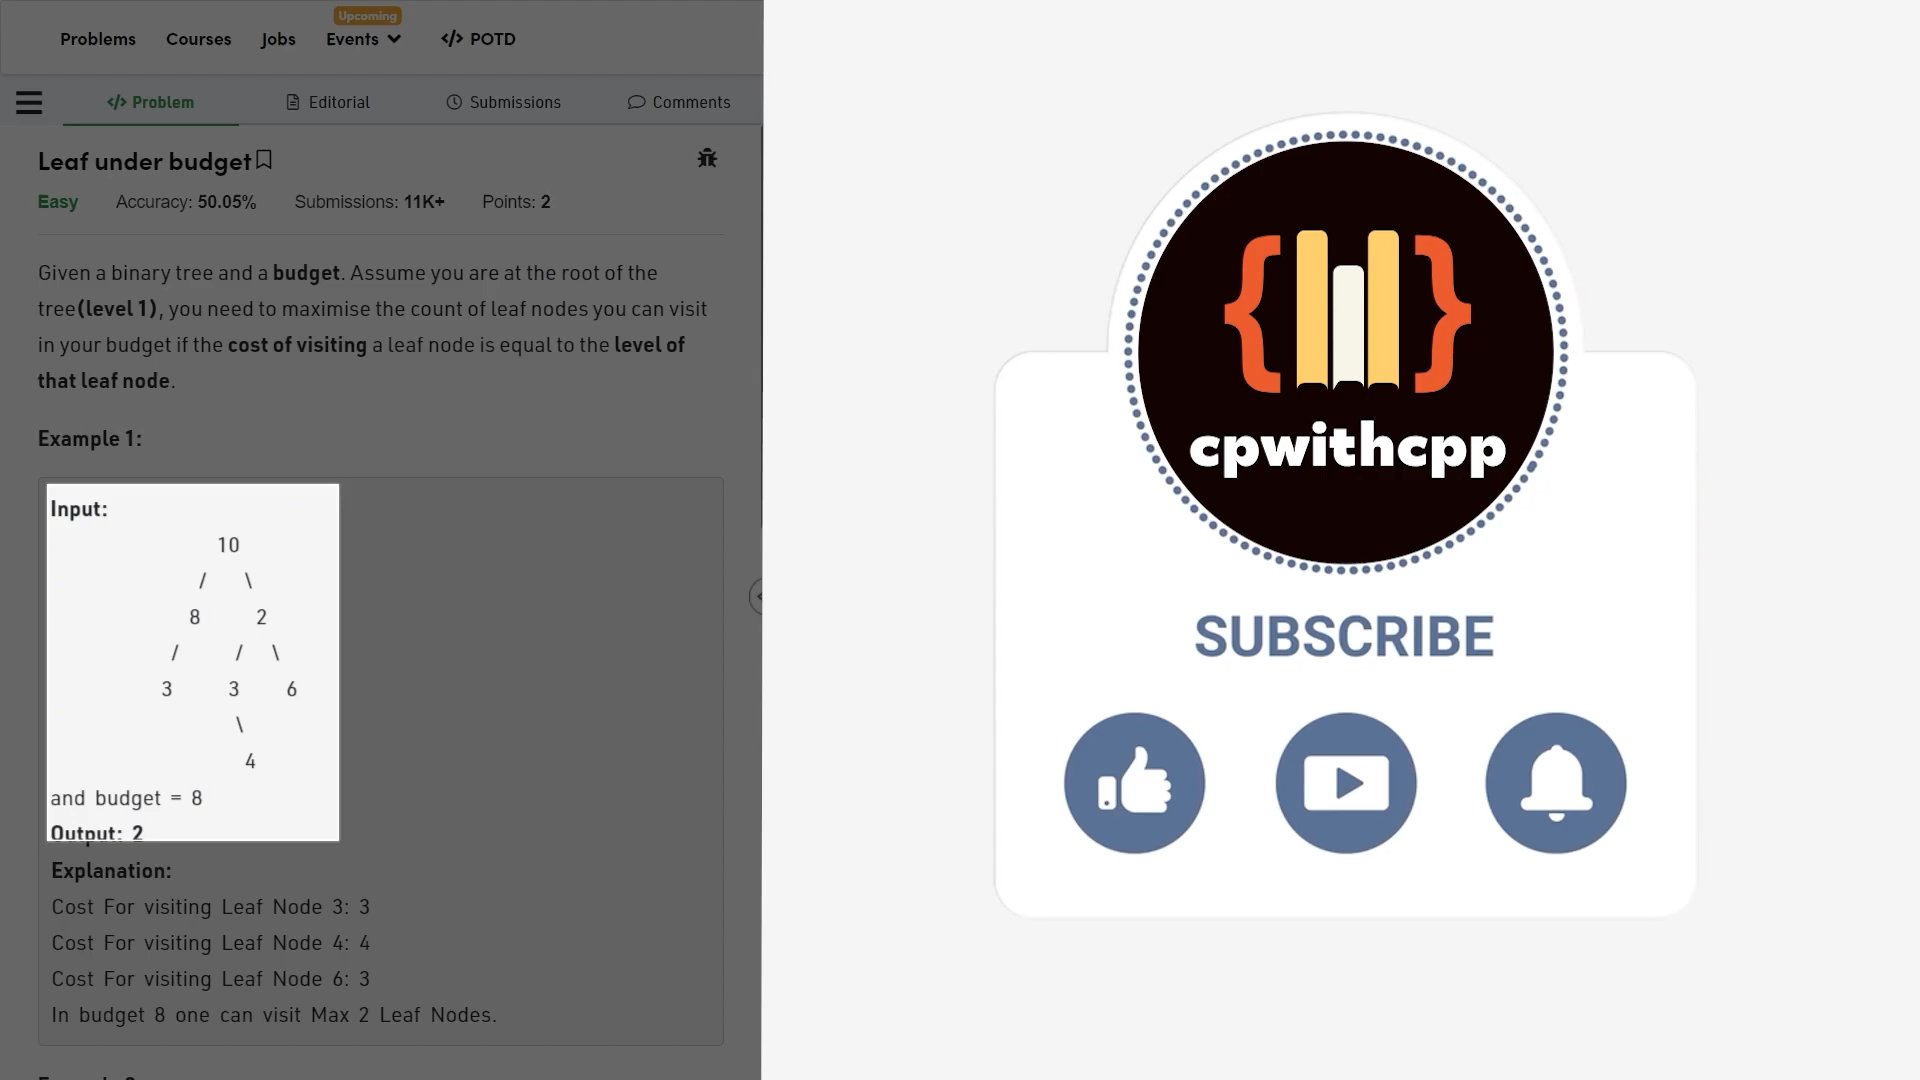 Upcoming
Problems Courses Jobs Events </> POTD
</> Problem Editorial Submissions Comments
Leaf under budget
Easy Accuracy: 50.05% Submissions: 11K+ Points: 2
Given a binary tree and a budget. Assume you are at the root of the
tree(level 1), you need to maximise the count of leaf nodes you can visit
in your budget if the cost of visiting a leaf node is equal to the level of
that leaf node.
Example 1:
Input:
10
/ \
8 2
/ / \
3 3 6
\
4
and budget = 8
Output: 2
Explanation:
Cost For visiting Leaf Node 3: 3
Cost For visiting Leaf Node 4: 4
Cost For visiting Leaf Node 6: 3
In budget 8 one can visit Max 2 Leaf Nodes.
{ }
cpwithcpp
SUBSCRIBE